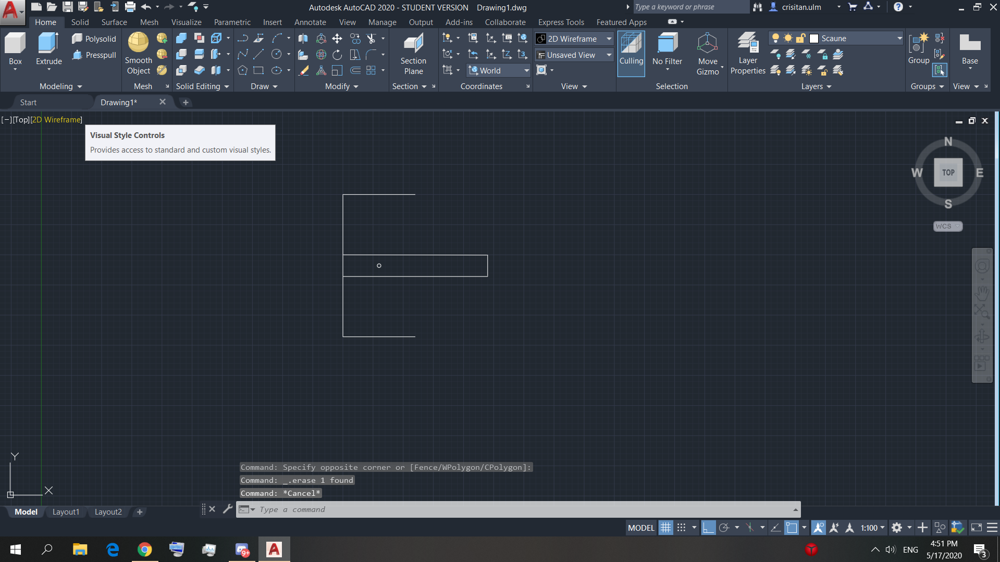 Autodesk AutoCAD 2020 - STUDENT VERSION Drawing1.dwg
Type a keyword or phrase
crisitan.ulm
Home Solid Surface Mesh Visualize Parametric Insert Annotate View Manage Output Add-ins Collaborate Express Tools Featured Apps
Box
Extrude
Polysolid
Presspull
Modeling
Smooth
Object
Mesh
Solid Editing
Draw
Modify
Section
Plane
Section
World
Coordinates
2D Wireframe
Unsaved View
View
Culling
No Filter
Move
Gizmo
Selection
Layer
Properties
Scaune
Layers
Group
Groups
Base
View
Start
Drawing1*
[−][Top][2D Wireframe]
Visual Style Controls
Provides access to standard and custom visual styles.
N
W
TOP
E
S
WCS
Y
X
Command: Specify opposite corner or [Fence/WPolygon/CPolygon]:
Command: _.erase 1 found
Command: *Cancel*
Type a command
Model Layout1 Layout2
MODEL
1:100
9+
ENG
4:51 PM
5/17/2020
3